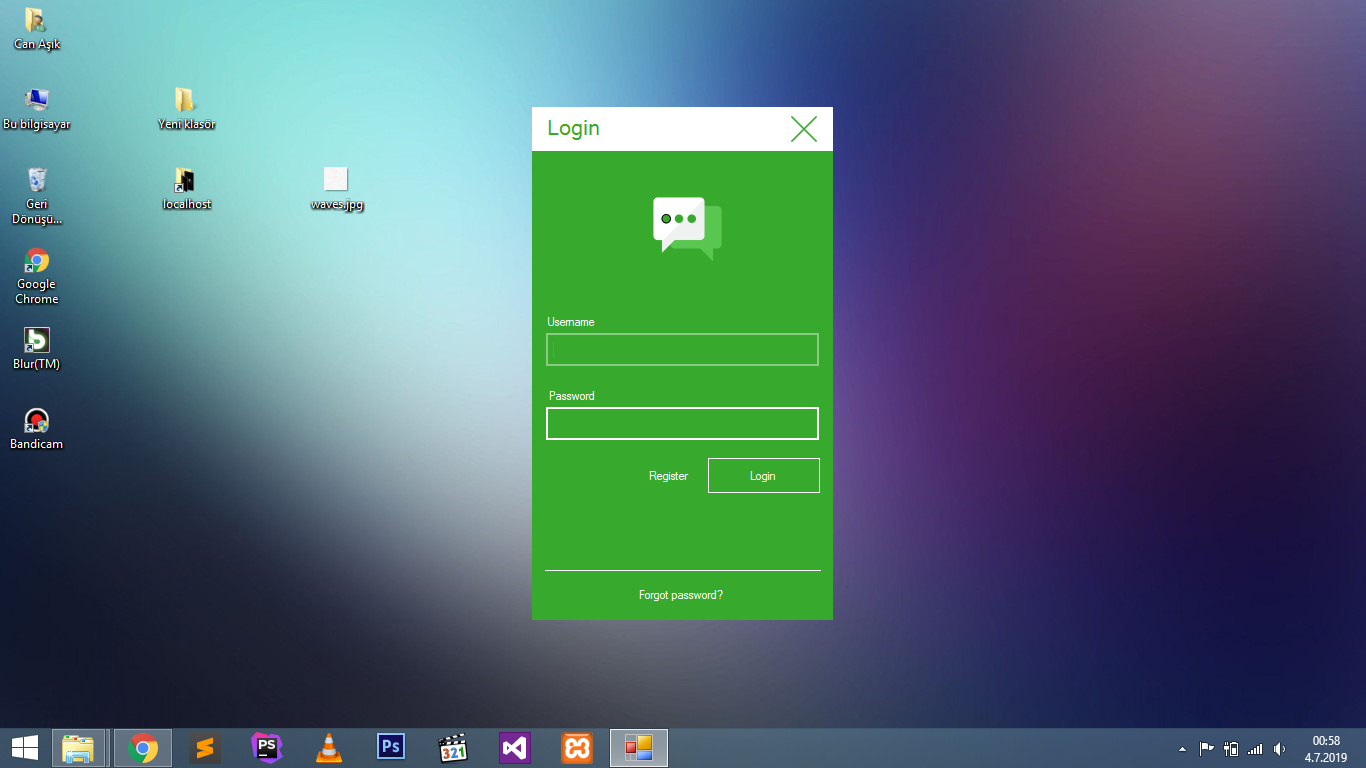 Can Aşık
Bu bilgisayar
Yeni klasör
Geri
Dönüşü...
localhost
waves.jpg
Google
Chrome
Blur(TM)
Bandicam
Login
Username
Password
Register
Login
Forgot password?
PS
Ps
321
00:58
4.7.2019